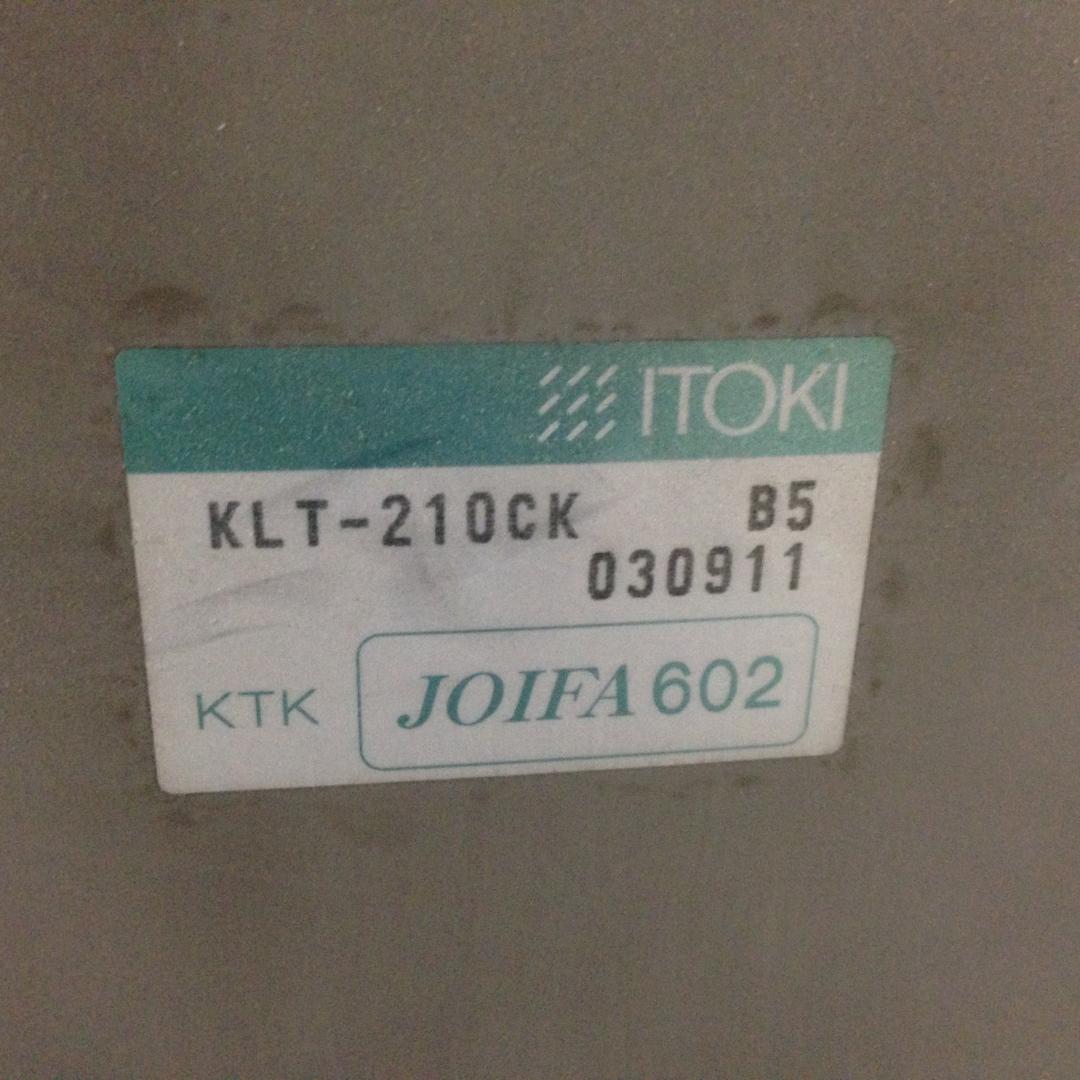 ITOKI
KLT-210CK B5
030911
KTK JOIFA 602